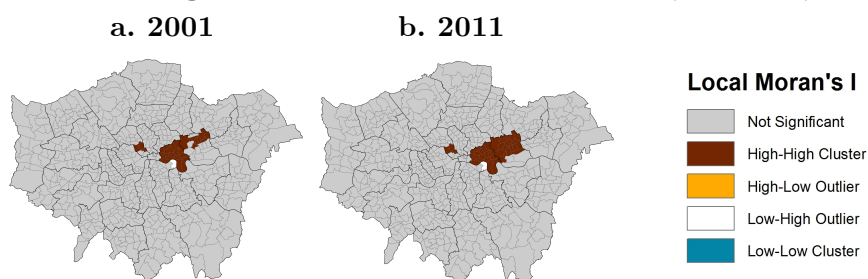 a. 2001
b. 2011
Local Moran's I
Not Significant
High-High Cluster
High-Low Outlier
Low-High Outlier
Low-Low Cluster